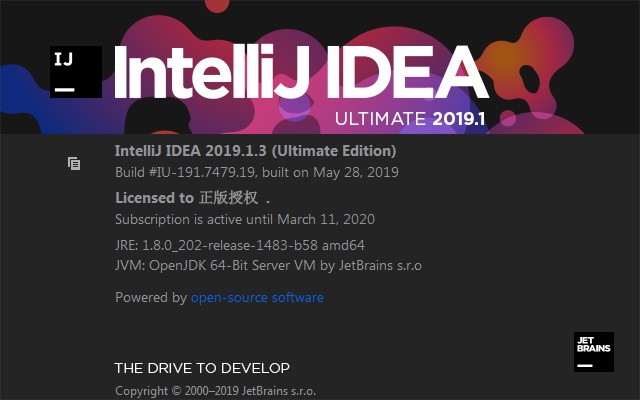 IJ
IntelliJ IDEA
ULTIMATE 2019.1
IntelliJ IDEA 2019.1.3 (Ultimate Edition)
Build #IU-191.7479.19, built on May 28, 2019
Licensed to 正版授权 .
Subscription is active until March 11, 2020
JRE: 1.8.0_202-release-1483-b58 amd64
JVM: OpenJDK 64-Bit Server VM by JetBrains s.r.o
Powered by open-source software
JET
BRAINS
THE DRIVE TO DEVELOP
Copyright © 2000–2019 JetBrains s.r.o.